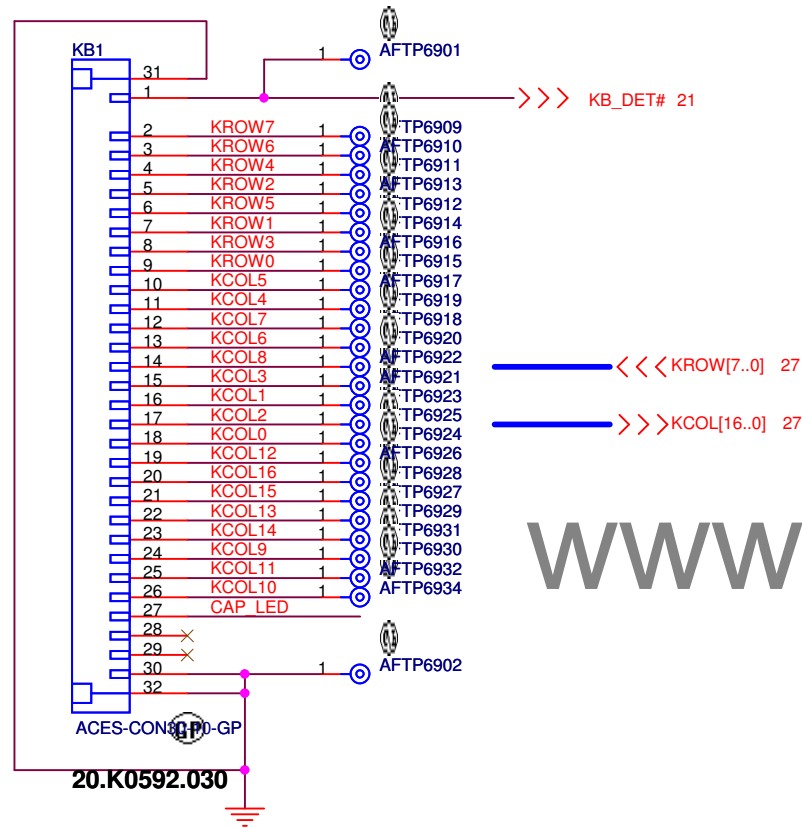 KB1
31
1 AFTP6901
1 KB_DET# 21
2 KROW7 1 TP6909
3 KROW6 1 AFTP6910
4 KROW4 1 TP6911
5 KROW2 1 AFTP6913
6 KROW5 1 TP6912
7 KROW1 1 TP6914
8 KROW3 1 AFTP6916
9 KROW0 1 TP6915
10 KCOL5 1 AFTP6917
11 KCOL4 1 TP6919
12 KCOL7 1 TP6918
13 KCOL6 1 TP6920
14 KCOL8 1 AFTP6922
15 KCOL3 1 AFTP6921
16 KCOL1 1 TP6923
17 KCOL2 1 TP6925
18 KCOL0 1 TP6924
19 KCOL12 1 AFTP6926
20 KCOL16 1 TP6928
21 KCOL15 1 TP6927
22 KCOL13 1 TP6929
23 KCOL14 1 TP6931
24 KCOL9 1 TP6930
25 KCOL11 1 AFTP6932
26 KCOL10 1 AFTP6934
27 CAP_LED
28
29
30 1 AFTP6902
32
KROW[7..0] 27
KCOL[16..0] 27
www
GP
20.K0592.030